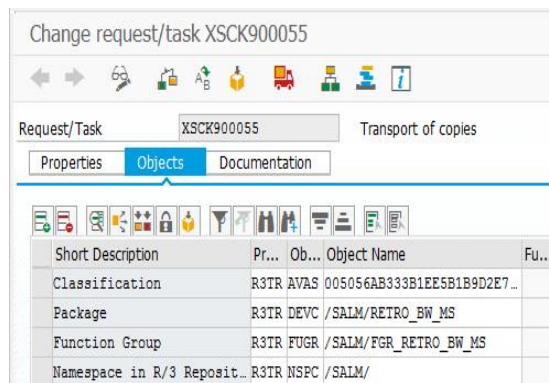 Change request/task XSCK900055
Request/Task XSCK900055 Transport of copies
Properties Objects Documentation
Short Description Pr... Ob... Object Name Fu...
Classification R3TR AVAS 005056AB333B1EE5B1B9D2E7...
Package R3TR DEVC /SALM/RETRO_BW_MS
Function Group R3TR FUGR /SALM/FGR_RETRO_BW_MS
Namespace in R/3 Reposit... R3TR NSPC /SALM/